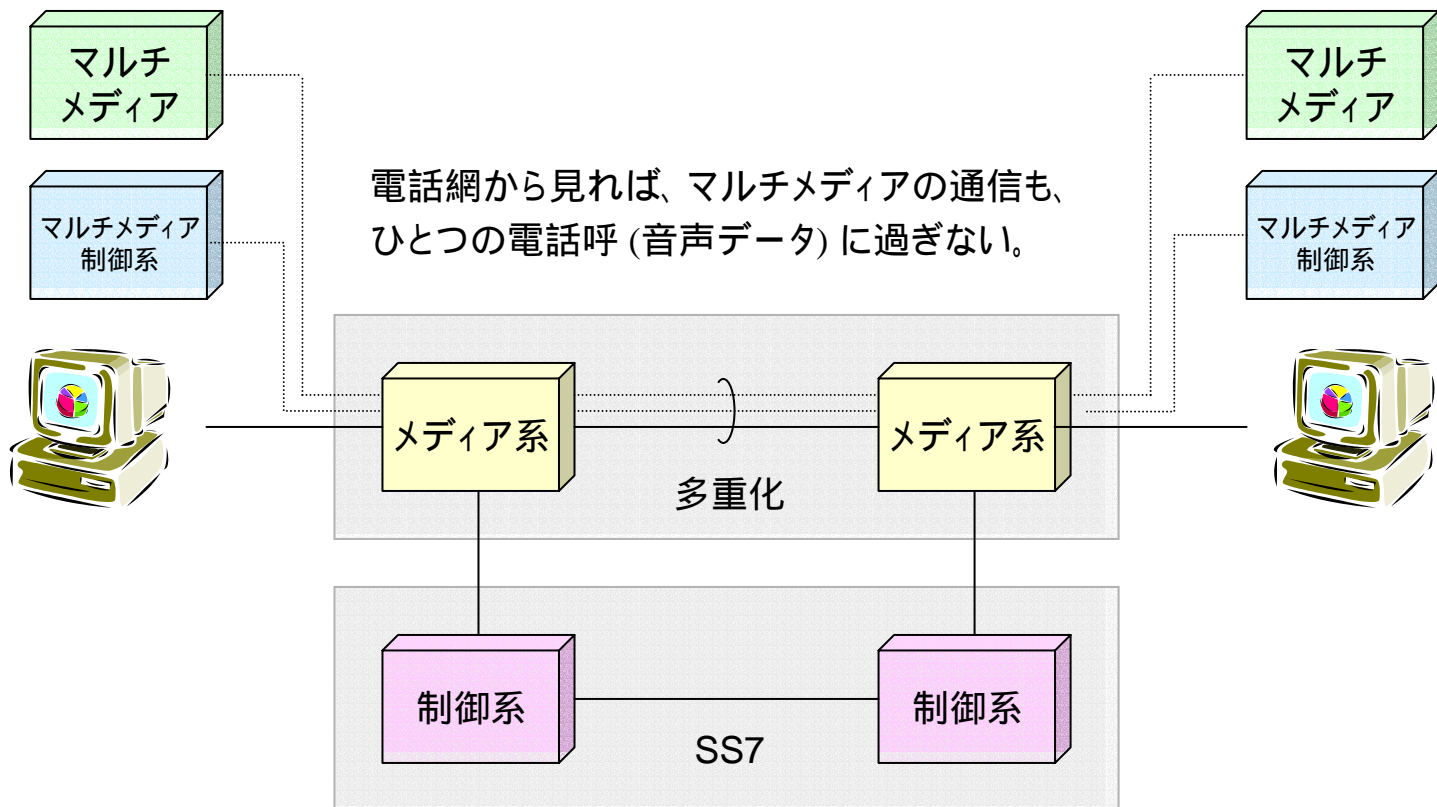 マルチ
メディア
マルチ
メディア
マルチメディア
制御系
マルチメディア
制御系
電話網から見れば、マルチメディアの通信も、
ひとつの電話呼 (音声データ) に過ぎない。
メディア系
メディア系
多重化
制御系
制御系
SS7